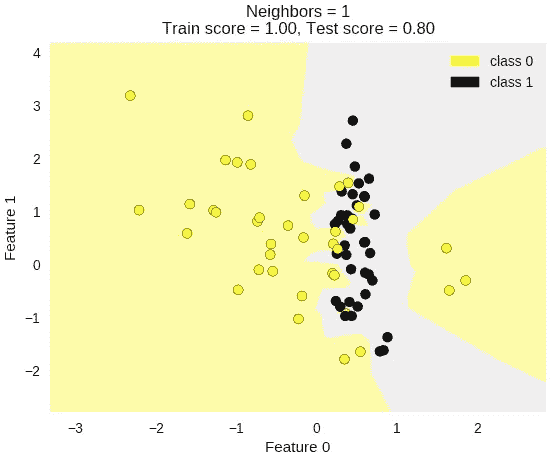 Neighbors = 1
Train score = 1.00, Test score = 0.80
class 0
class 1
4
3
2
1
0
−1
−2
Feature 1
−3
−2
−1
0
1
2
Feature 0